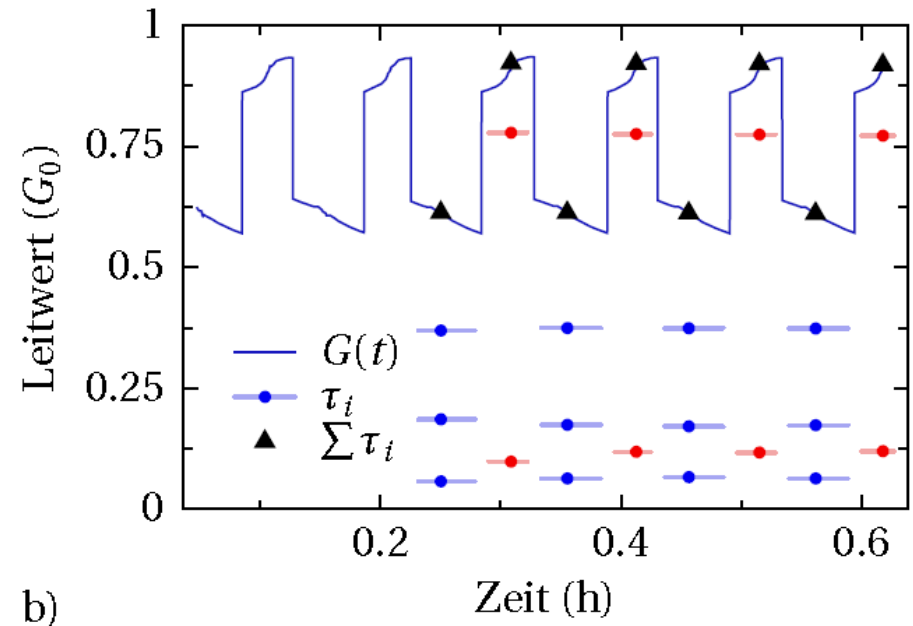 1
0.75
0.5
0.25
0
Leitwert (G₀)
G(t)
τᵢ
∑ τᵢ
0.2 0.4 0.6
Zeit (h)
b)